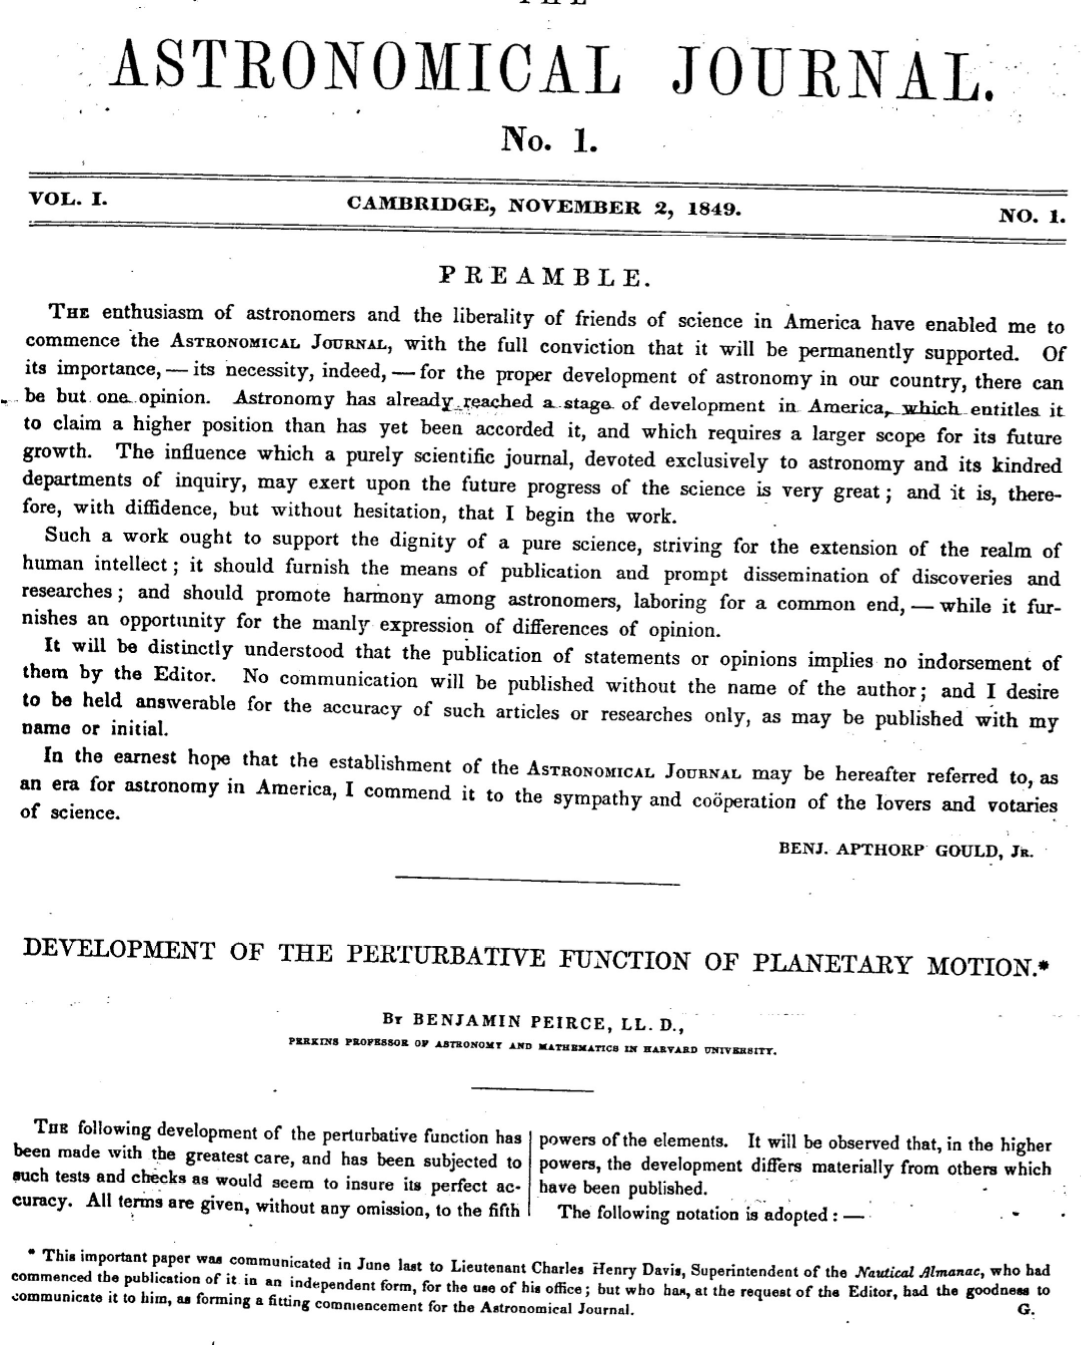 THE
ASTRONOMICAL JOURNAL.
No. 1.
VOL. I. CAMBRIDGE, NOVEMBER 2, 1849. NO. 1.
PREAMBLE.
THE enthusiasm of astronomers and the liberality of friends of science in America have enabled me to
commence the ASTRONOMICAL JOURNAL, with the full conviction that it will be permanently supported. Of
its importance, — its necessity, indeed, — for the proper development of astronomy in our country, there can
be but one opinion. Astronomy has already reached a stage of development in America, which entitles it
to claim a higher position than has yet been accorded it, and which requires a larger scope for its future
growth. The influence which a purely scientific journal, devoted exclusively to astronomy and its kindred
departments of inquiry, may exert upon the future progress of the science is very great; and it is, there-
fore, with diffidence, but without hesitation, that I begin the work.
Such a work ought to support the dignity of a pure science, striving for the extension of the realm of
human intellect; it should furnish the means of publication and prompt dissemination of discoveries and
researches; and should promote harmony among astronomers, laboring for a common end, — while it fur-
nishes an opportunity for the manly expression of differences of opinion.
It will be distinctly understood that the publication of statements or opinions implies no indorsement of
them by the Editor. No communication will be published without the name of the author; and I desire
to be held answerable for the accuracy of such articles or researches only, as may be published with my
name or initial.
In the earnest hope that the establishment of the ASTRONOMICAL JOURNAL may be hereafter referred to, as
an era for astronomy in America, I commend it to the sympathy and coöperation of the lovers and votaries
of science.
BENJ. APTHORP GOULD, JR.
DEVELOPMENT OF THE PERTURBATIVE FUNCTION OF PLANETARY MOTION.*
BY BENJAMIN PEIRCE, LL. D.,
PERKINS PROFESSOR OF ASTRONOMY AND MATHEMATICS IN HARVARD UNIVERSITY.
THE following development of the perturbative function has
been made with the greatest care, and has been subjected to
such tests and checks as would seem to insure its perfect ac-
curacy. All terms are given, without any omission, to the fifth
powers of the elements. It will be observed that, in the higher
powers, the development differs materially from others which
have been published.
The following notation is adopted: —
* This important paper was communicated in June last to Lieutenant Charles Henry Davis, Superintendent of the Nautical Almanac, who had
commenced the publication of it in an independent form, for the use of his office; but who has, at the request of the Editor, had the goodness to
communicate it to him, as forming a fitting commencement for the Astronomical Journal. G.